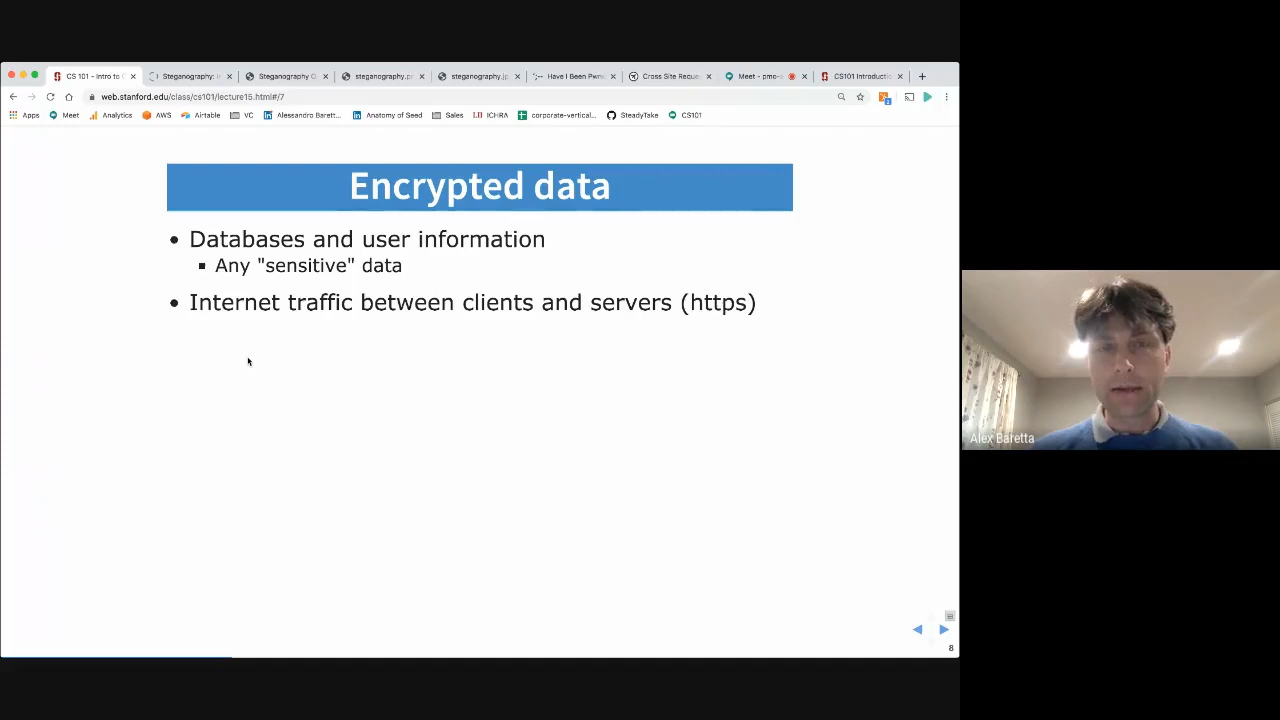 CS 101 - Intro to C
Steganography: i
Steganography O
steganography.pr
steganography.jp
Have I Been Pwn
Cross Site Reque
Meet - pmo-
CS101 Introductio
web.stanford.edu/class/cs101/lecture15.html#/7
Apps Meet Analytics AWS Airtable VC Alessandro Barett... Anatomy of Seed Sales ICHRA corporate-vertical... SteadyTake CS101
Encrypted data
Databases and user information
Any "sensitive" data
Internet traffic between clients and servers (https)
Alex Baretta
8